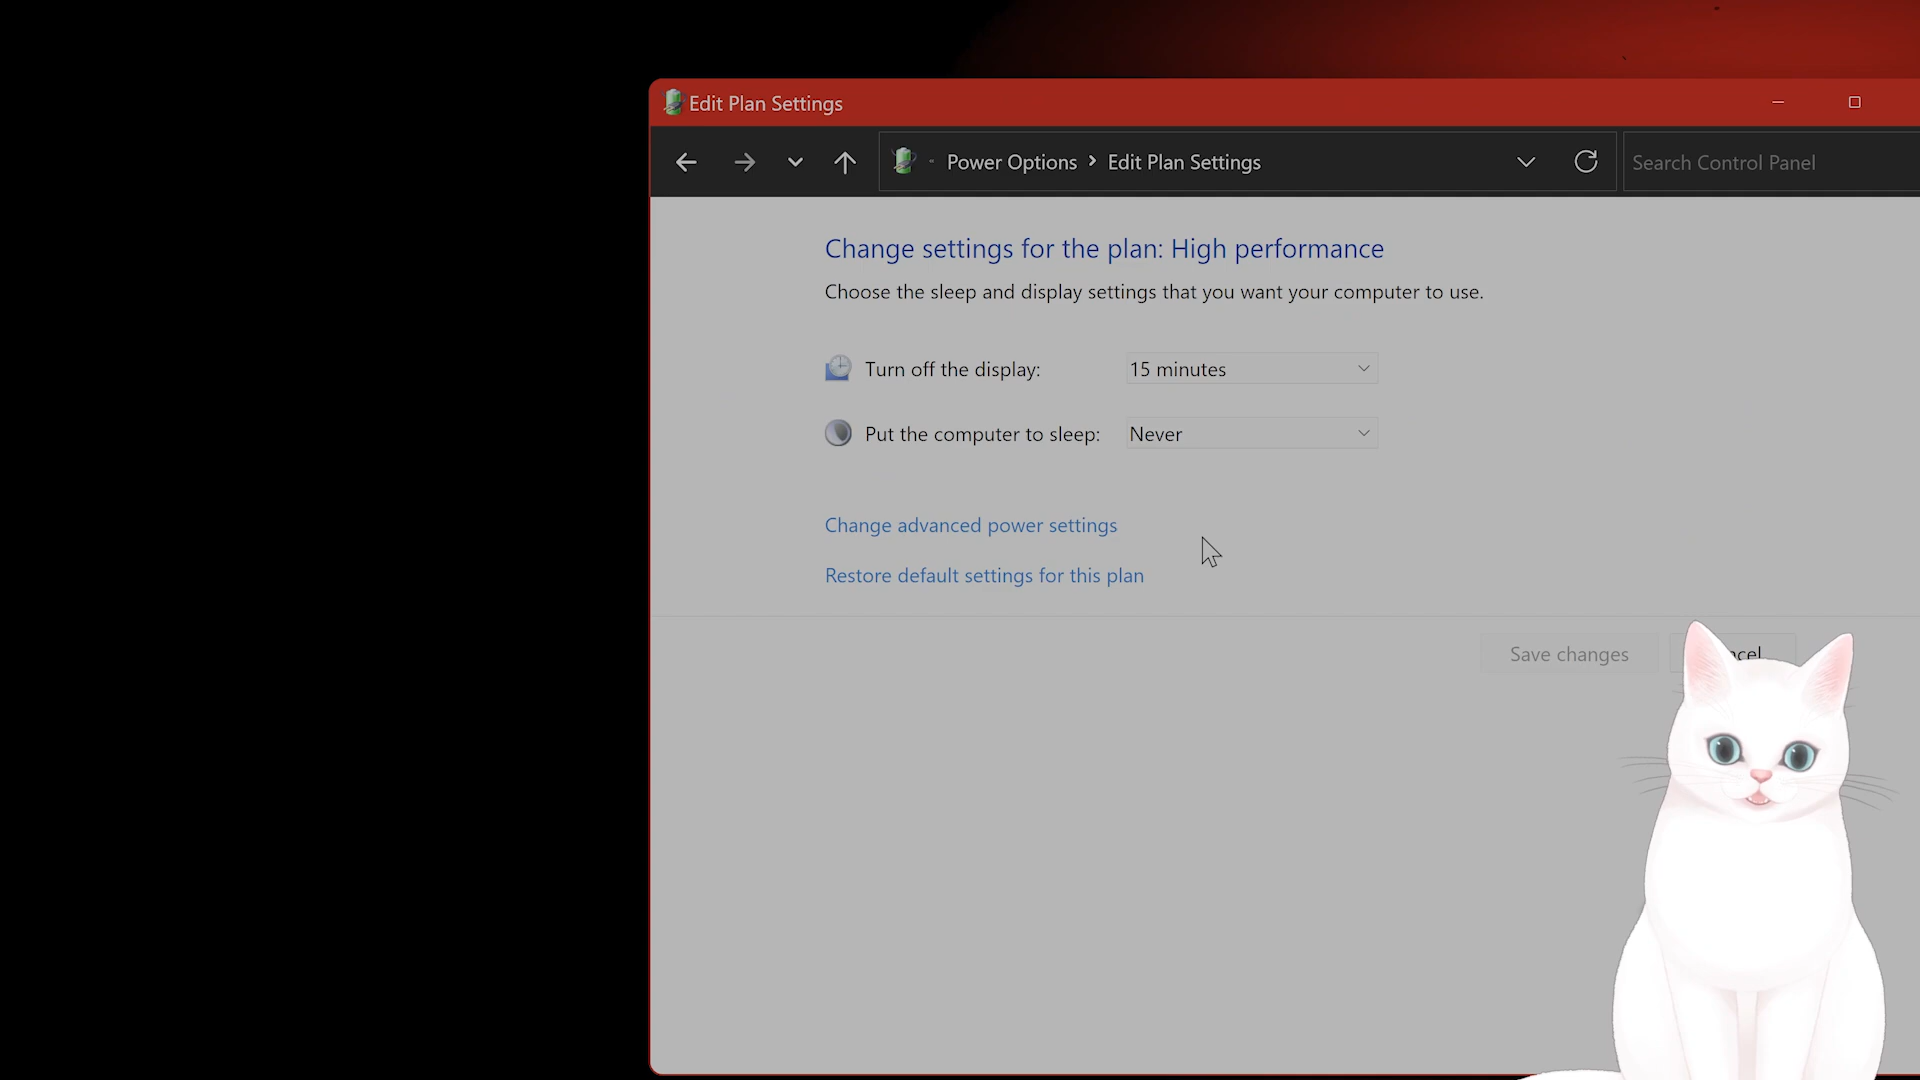 Edit Plan Settings
Power Options > Edit Plan Settings
Search Control Panel
Change settings for the plan: High performance
Choose the sleep and display settings that you want your computer to use.
Turn off the display: 15 minutes
Put the computer to sleep: Never
Change advanced power settings
Restore default settings for this plan
Save changes